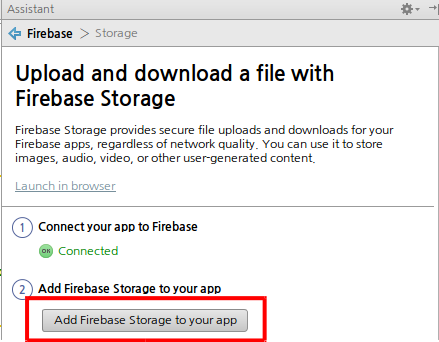 Assistant
Firebase > Storage
Upload and download a file with
Firebase Storage
Firebase Storage provides secure file uploads and downloads for your
Firebase apps, regardless of network quality. You can use it to store
images, audio, video, or other user-generated content.
Launch in browser
1 Connect your app to Firebase
OK Connected
2 Add Firebase Storage to your app
Add Firebase Storage to your app